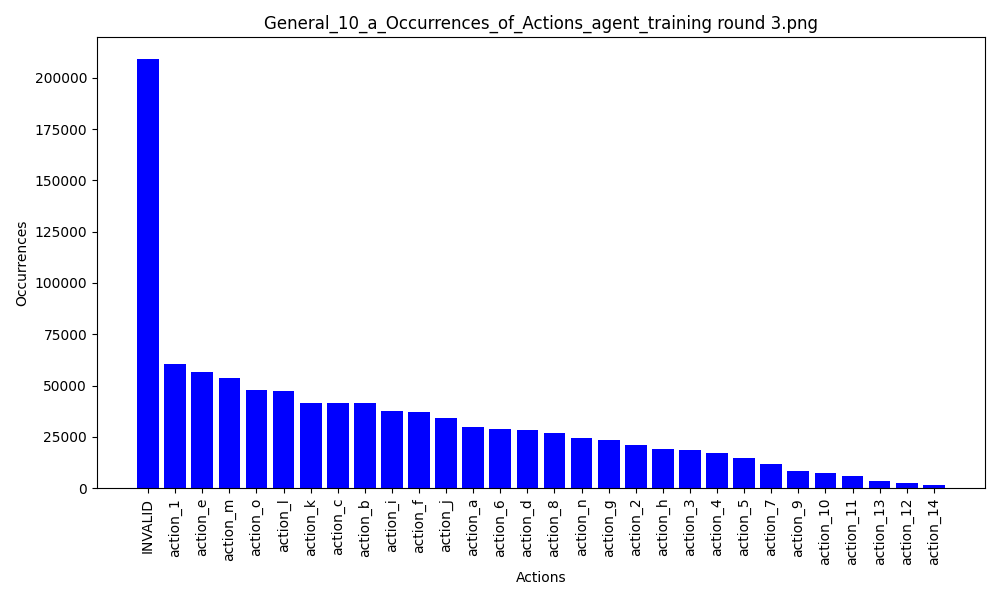 General_10_a_Occurrences_of_Actions_agent_training round 3.png
200000
175000
150000
125000
100000
75000
50000
25000
0
Occurrences
INVALID
action_1
action_e
action_m
action_o
action_l
action_k
action_c
action_b
action_i
action_f
action_j
action_a
action_6
action_d
action_8
action_n
action_g
action_2
action_h
action_3
action_4
action_5
action_7
action_9
action_10
action_11
action_13
action_12
action_14
Actions